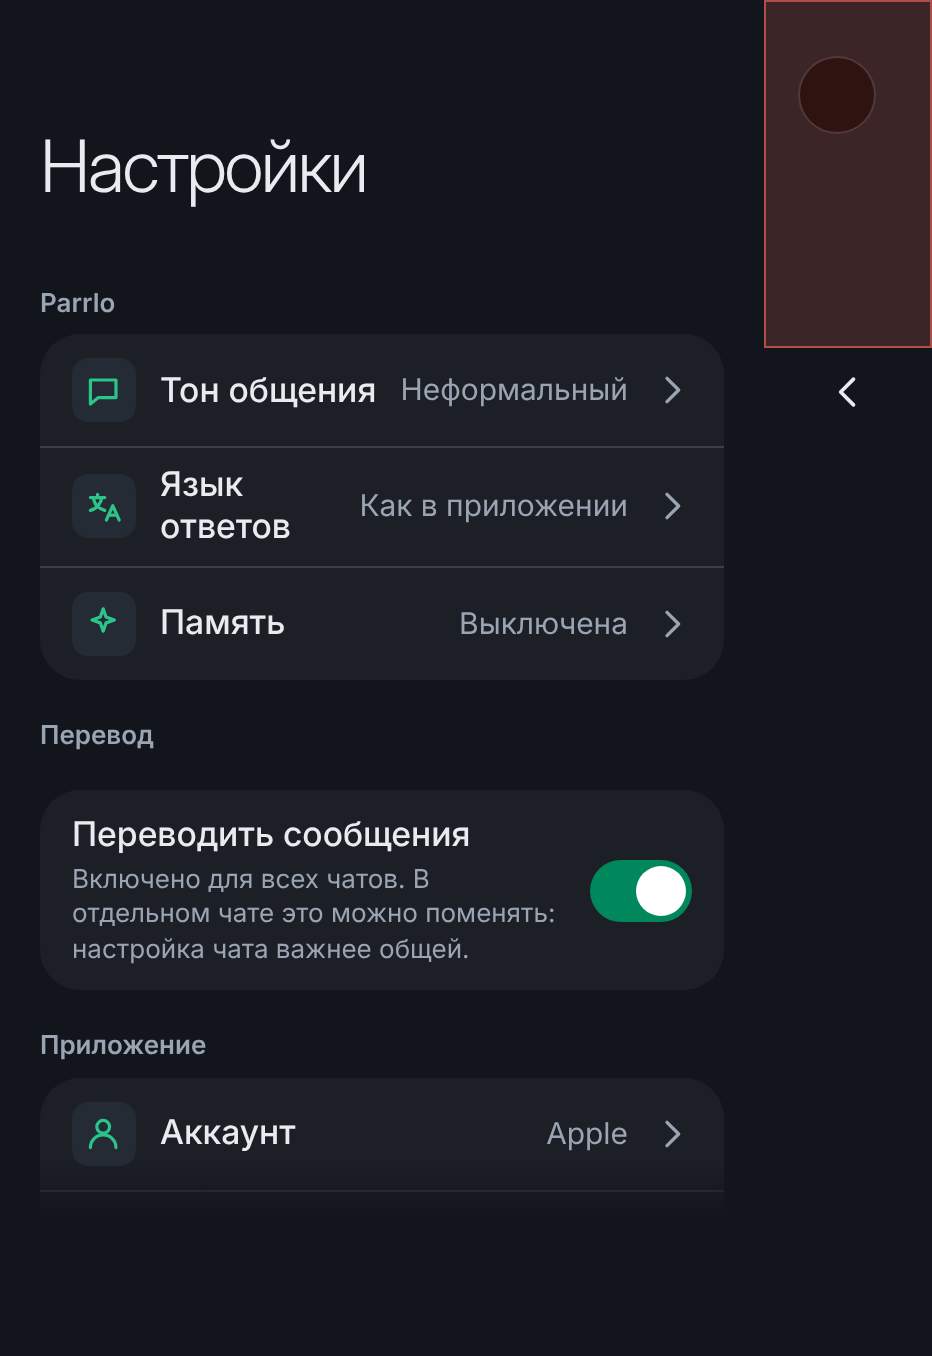 Настройки
Parrlo
Тон общения Неформальный
Язык
ответов
Как в приложении
Память Выключена
Перевод
Переводить сообщения
Включено для всех чатов. В
отдельном чате это можно поменять:
настройка чата важнее общей.
Приложение
Аккаунт Apple